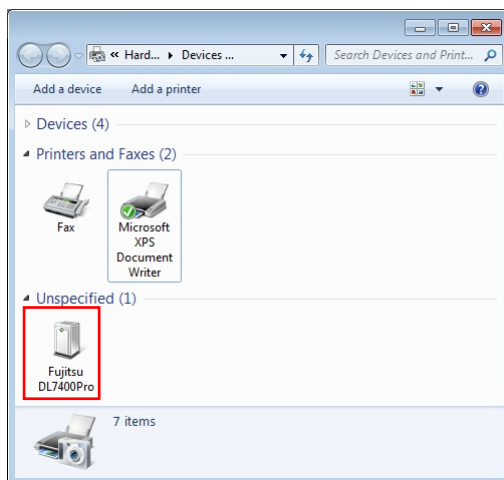 « Hard... ▸ Devices ...
Search Devices and Print...
Add a device Add a printer
Devices (4)
Printers and Faxes (2)
Fax
Microsoft
XPS
Document
Writer
Unspecified (1)
Fujitsu
DL7400Pro
7 items